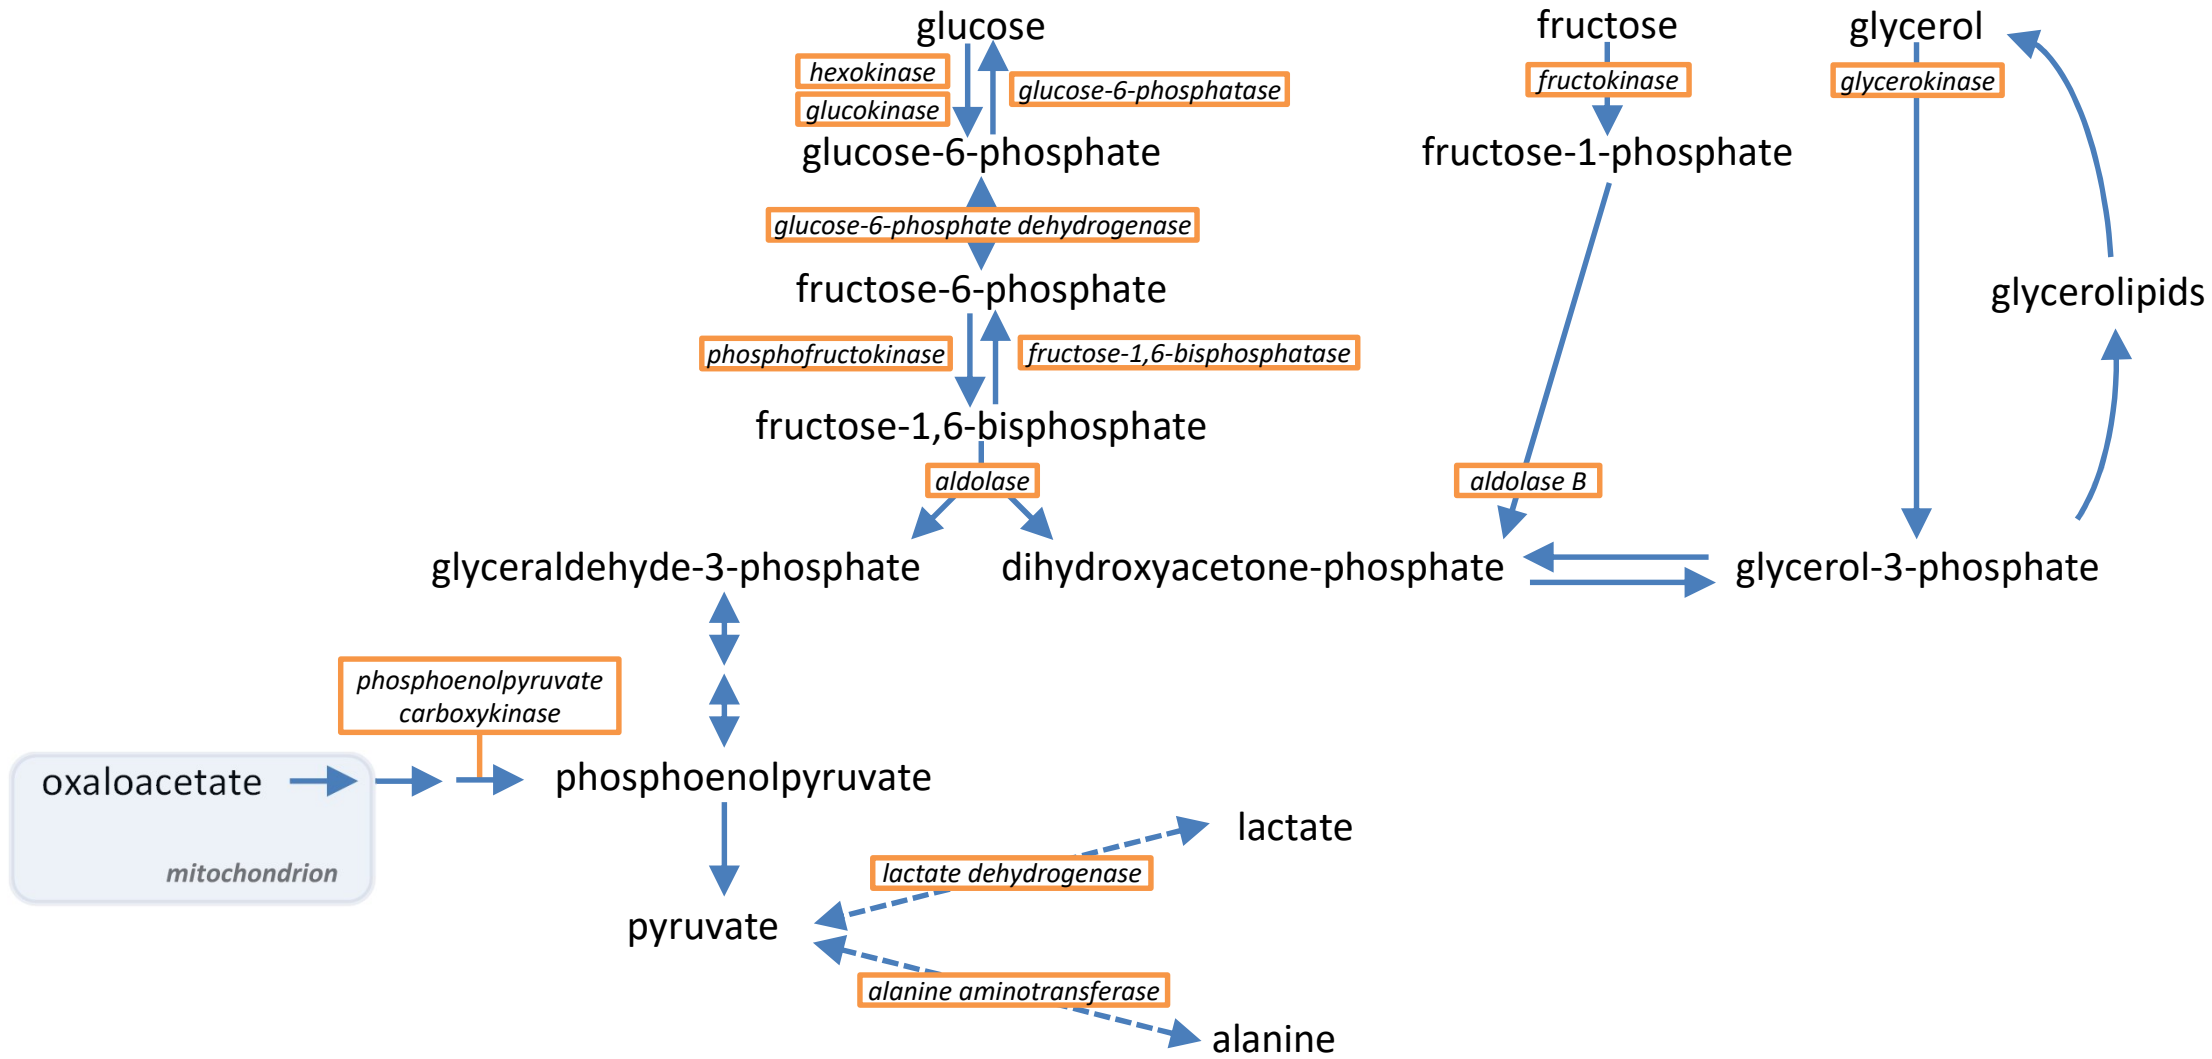 glucose
fructose
glycerol
hexokinase
glucokinase
glucose-6-phosphatase
fructokinase
glycerokinase
glucose-6-phosphate
fructose-1-phosphate
glucose-6-phosphate dehydrogenase
fructose-6-phosphate
glycerolipids
phosphofructokinase
fructose-1,6-bisphosphatase
fructose-1,6-bisphosphate
aldolase
aldolase B
glyceraldehyde-3-phosphate
dihydroxyacetone-phosphate
glycerol-3-phosphate
phosphoenolpyruvate
carboxykinase
oxaloacetate
phosphoenolpyruvate
mitochondrion
lactate
lactate dehydrogenase
pyruvate
alanine aminotransferase
alanine